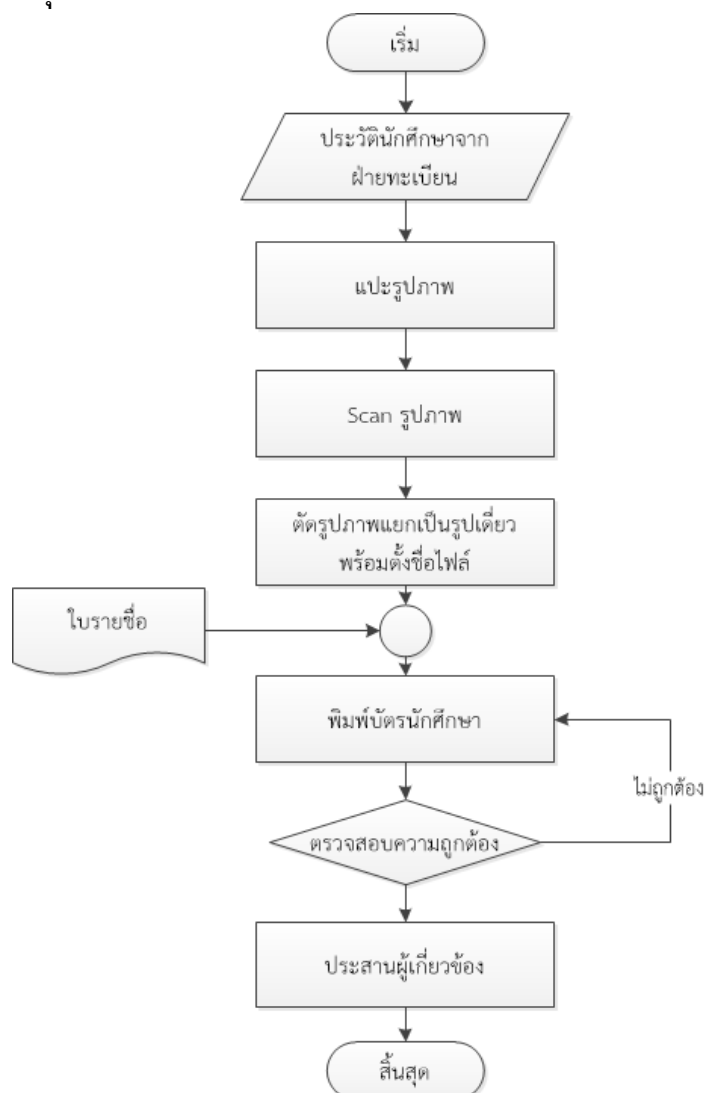 เริ่ม
ประวัตินักศึกษาจาก
ฝ่ายทะเบียน
แปะรูปภาพ
Scan รูปภาพ
ตัดรูปภาพแยกเป็นรูปเดี่ยว
พร้อมตั้งชื่อไฟล์
ใบรายชื่อ
พิมพ์บัตรนักศึกษา
ไม่ถูกต้อง
ตรวจสอบความถูกต้อง
ประสานผู้เกี่ยวข้อง
สิ้นสุด